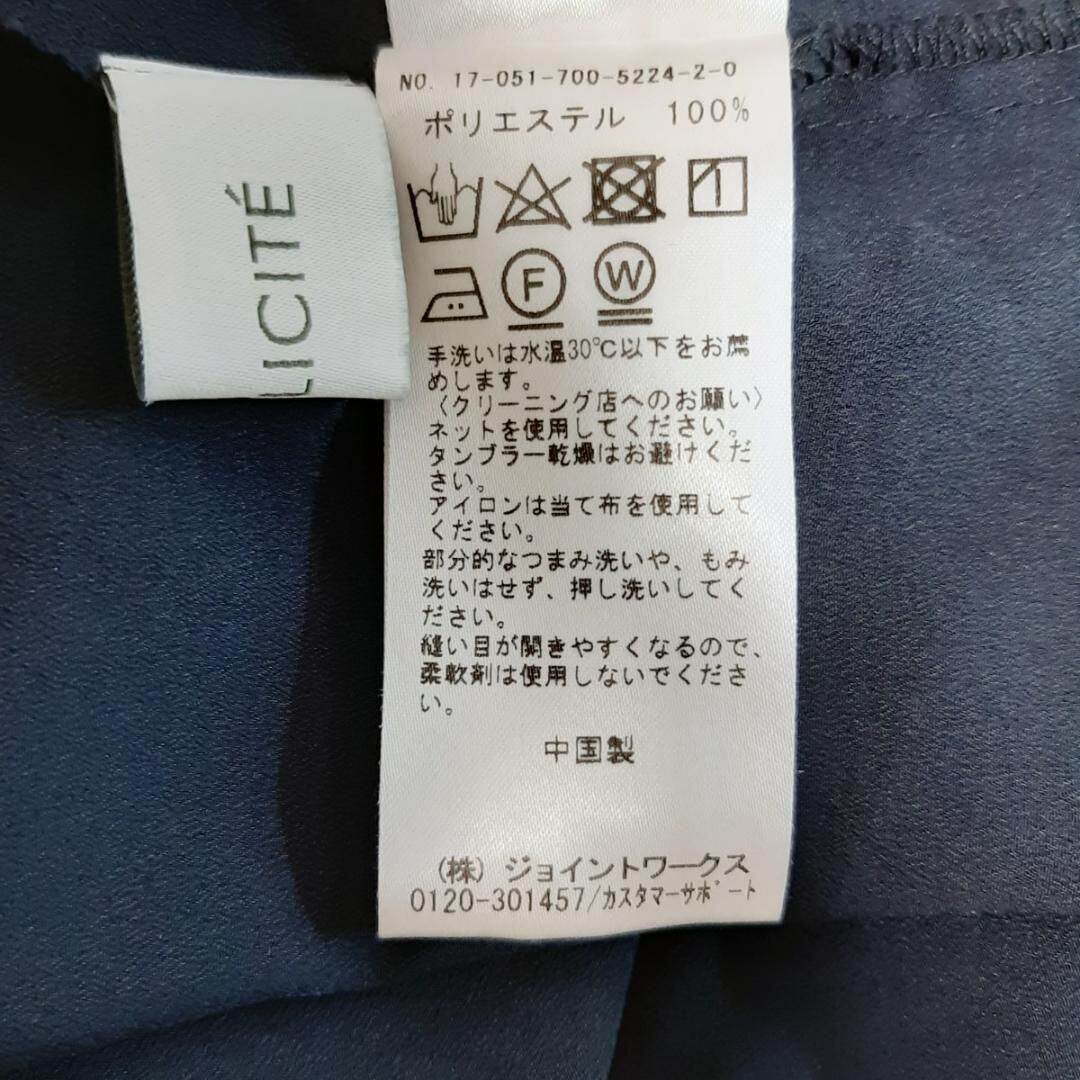 NO. 17-051-700-5224-2-0
ポリエステル 100%
F
W
手洗いは水温30℃以下をお薦
めします。
〈クリーニング店へのお願い〉
ネットを使用してください。
タンブラー乾燥はお避けくだ
さい。
アイロンは当て布を使用して
ください。
部分的なつまみ洗いや、もみ
洗いはせず、押し洗いしてく
ださい。
縫い目が開きやすくなるので、
柔軟剤は使用しないでくださ
い。
中国製
(株) ジョイントワークス
0120-301457/カスタマーサポート
LICITÉ